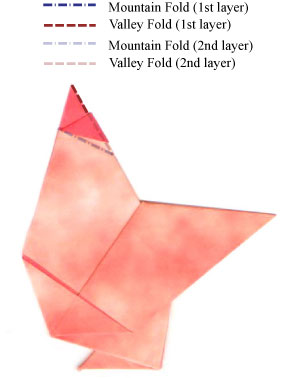 Mountain Fold (1st layer)
Valley Fold (1st layer)
Mountain Fold (2nd layer)
Valley Fold (2nd layer)